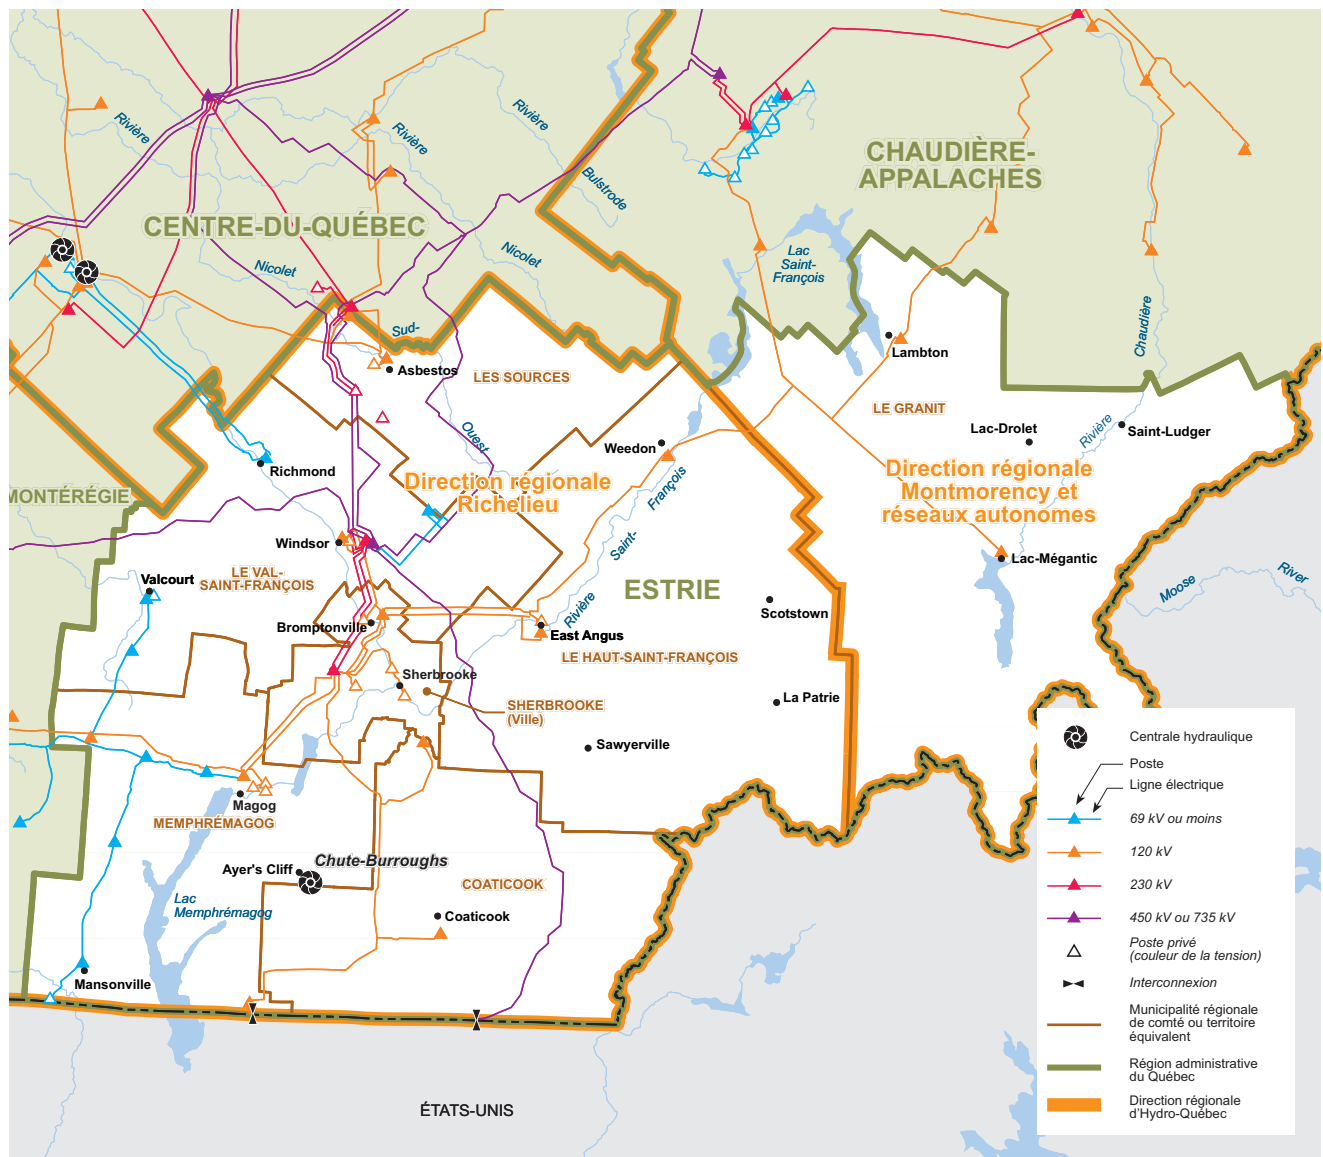 Rivière
Rivière
Rivière
Bulstrode
CHAUDIÈRE-
APPALACHES
CENTRE-DU-QUÉBEC
Nicolet
Nicolet
Lac
Saint-
François
Chaudière
Sud-
Lambton
Asbestos
LES SOURCES
LE GRANIT
Ouest
Weedon
Lac-Drolet
Rivière
Saint-Ludger
Richmond
Direction régionale
Richelieu
François
Direction régionale
Montmorency et
réseaux autonomes
MONTÉRÉGIE
Windsor
Saint-
Lac-Mégantic
Valcourt
LE VAL-
SAINT-FRANÇOIS
ESTRIE
Moose
River
Rivière
Scotstown
Bromptonville
East Angus
LE HAUT-SAINT-FRANÇOIS
Sherbrooke
SHERBROOKE
(Ville)
La Patrie
Sawyerville
Magog
MEMPHRÉMAGOG
Chute-Burroughs
Ayer's Cliff
COATICOOK
Lac
Memphrémagog
Coaticook
Mansonville
ÉTATS-UNIS
Centrale hydraulique
Poste
Ligne électrique
69 kV ou moins
120 kV
230 kV
450 kV ou 735 kV
Poste privé
(couleur de la tension)
Interconnexion
Municipalité régionale
de comté ou territoire
équivalent
Région administrative
du Québec
Direction régionale
d'Hydro-Québec